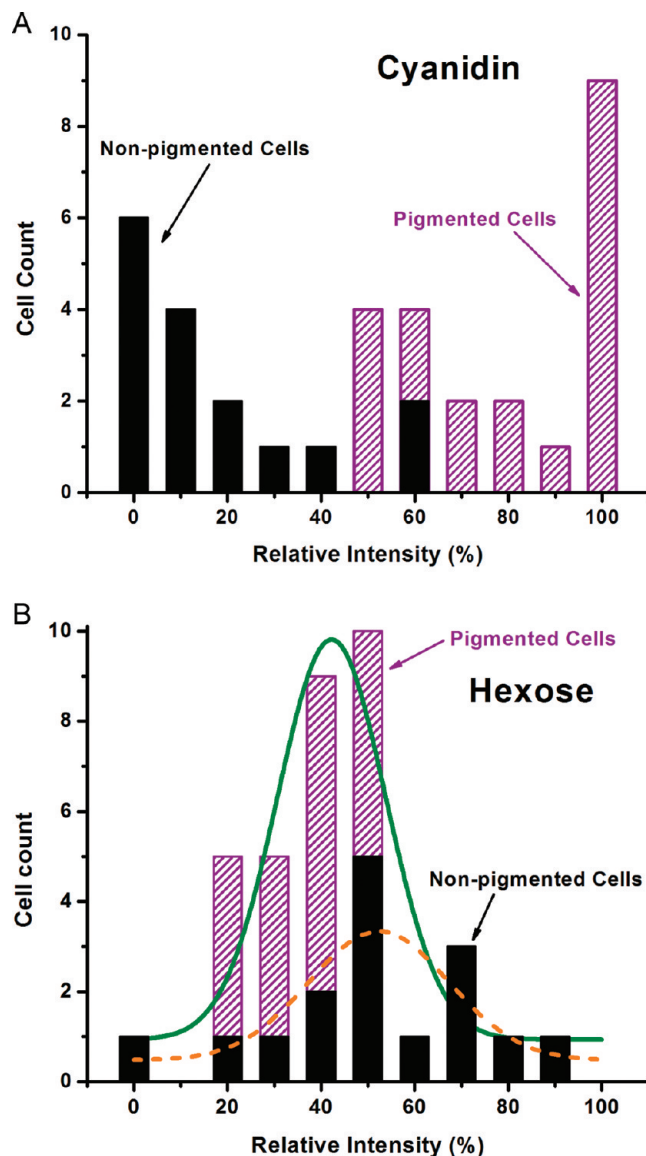 A
Cyanidin
Non-pigmented Cells
Pigmented Cells
Cell Count
10
8
6
4
2
0
0 20 40 60 80 100
Relative Intensity (%)
B
Pigmented Cells
Hexose
Non-pigmented Cells
Cell count
10
8
6
4
2
0
0 20 40 60 80 100
Relative Intensity (%)